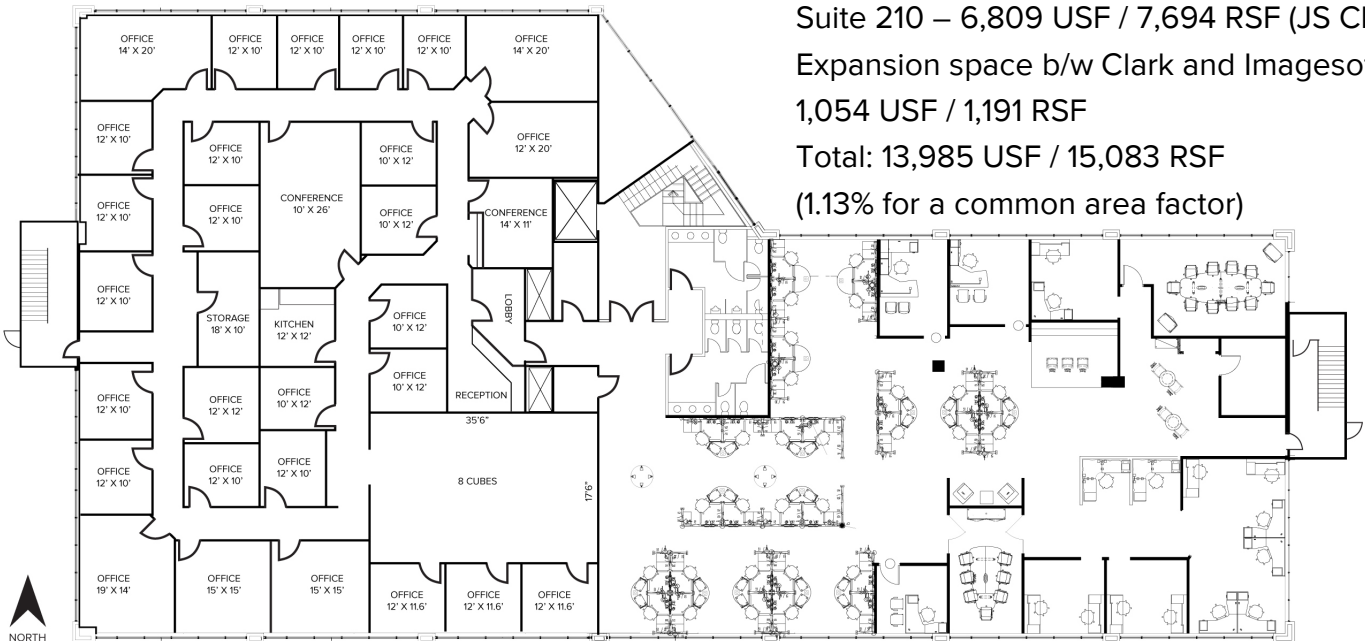 Suite 210 – 6,809 USF / 7,694 RSF (JS Cl
Expansion space b/w Clark and Imageso
1,054 USF / 1,191 RSF
Total: 13,985 USF / 15,083 RSF
(1.13% for a common area factor)
OFFICE
14' X 20'
OFFICE
12' X 10'
OFFICE
12' X 10'
OFFICE
12' X 10'
OFFICE
12' X 10'
OFFICE
14' X 20'
OFFICE
12' X 10'
OFFICE
12' X 10'
CONFERENCE
10' X 26'
OFFICE
10' X 12'
OFFICE
12' X 20'
OFFICE
12' X 10'
OFFICE
12' X 10'
OFFICE
10' X 12'
CONFERENCE
14' X 11'
OFFICE
12' X 10'
STORAGE
18' X 10'
KITCHEN
12' X 12'
OFFICE
10' X 12'
LOBBY
OFFICE
12' X 10'
OFFICE
12' X 12'
OFFICE
10' X 12'
OFFICE
10' X 12'
RECEPTION
35'6"
OFFICE
12' X 10'
OFFICE
12' X 10'
OFFICE
12' X 10'
8 CUBES
17'6"
OFFICE
19' X 14'
OFFICE
15' X 15'
OFFICE
15' X 15'
OFFICE
12' X 11.6'
OFFICE
12' X 11.6'
OFFICE
12' X 11.6'
NORTH